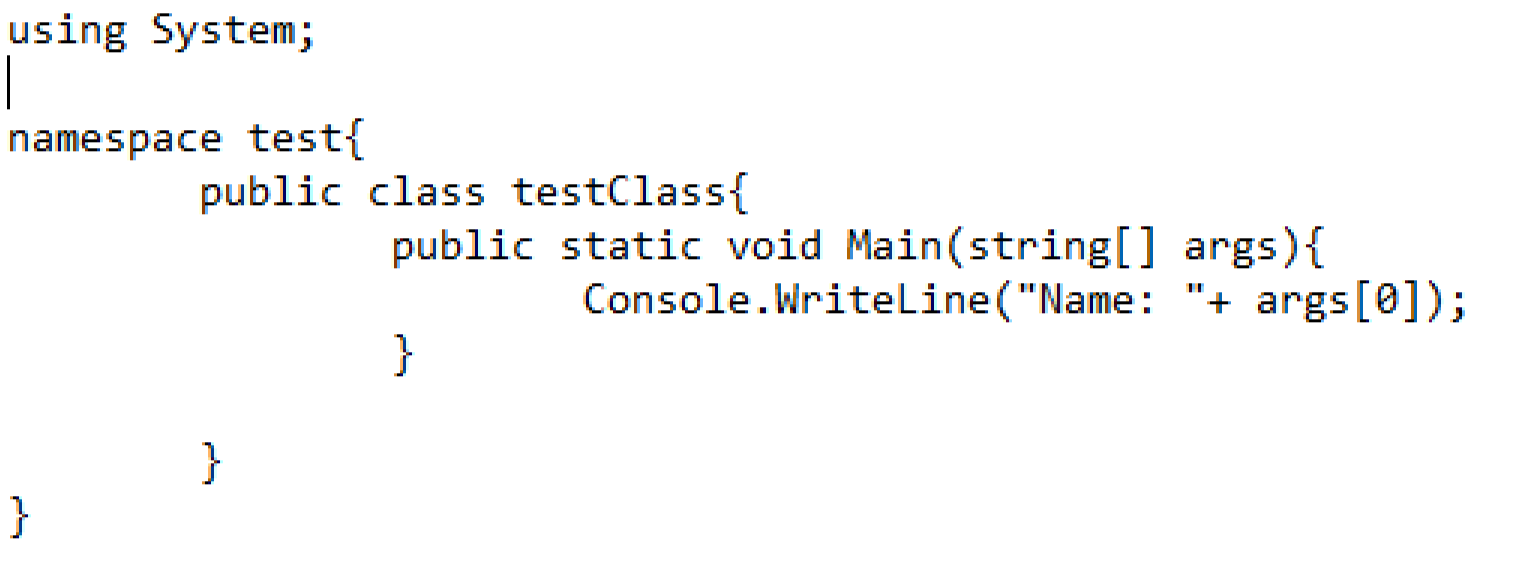 using System;
namespace test{
public class testClass{
public static void Main(string[] args){
Console.WriteLine("Name: "+ args[0]);
}
}
}